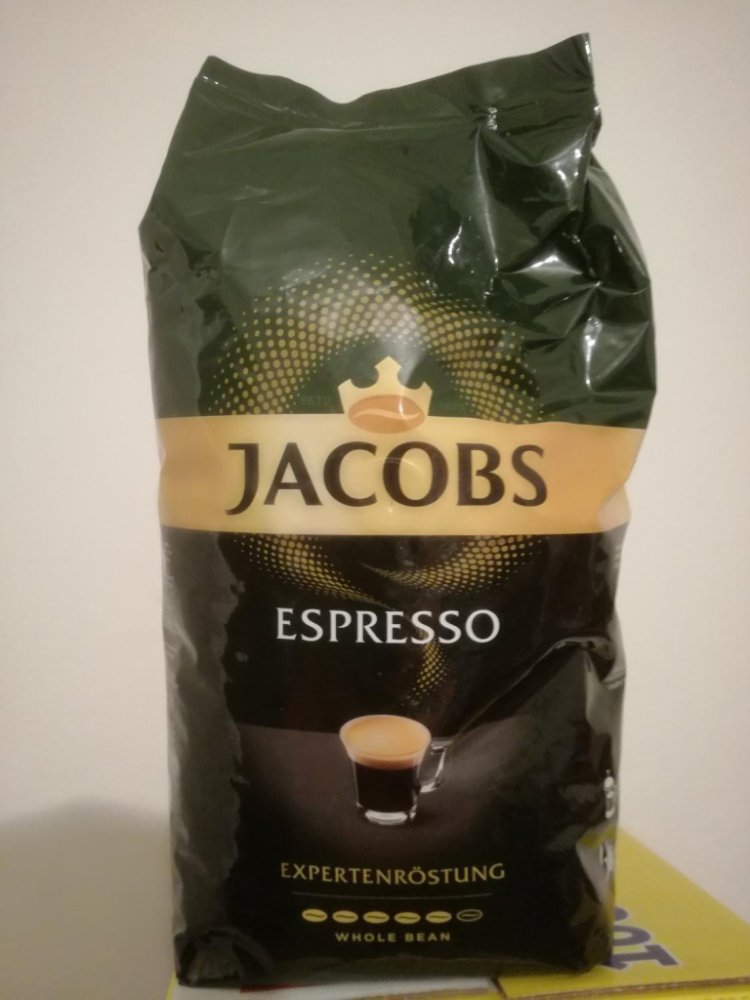 JACOBS
ESPRESSO
EXPERTENRÖSTUNG
WHOLE BEAN